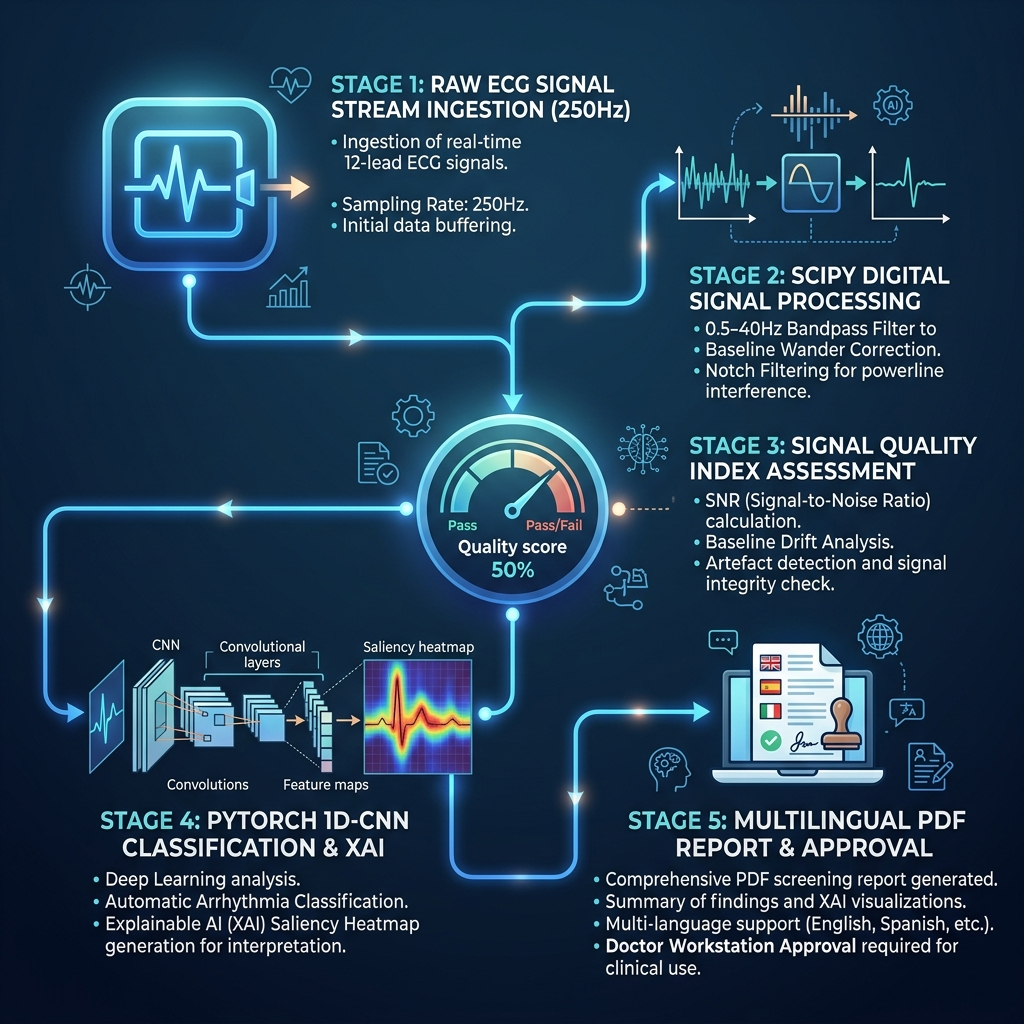 STAGE 1: RAW ECG SIGNAL
STREAM INGESTION (250Hz)
• Ingestion of real-time
12-lead ECG signals.
• Sampling Rate: 250Hz.
• Initial data buffering.
AI
STAGE 2: SCIPY DIGITAL
SIGNAL PROCESSING
• 0.5–40Hz Bandpass Filter to
• Baseline Wander Correction.
• Notch Filtering for powerline
interference.
STAGE 3: SIGNAL QUALITY
INDEX ASSESSMENT
• SNR (Signal-to-Noise Ratio)
calculation.
• Baseline Drift Analysis.
• Artefact detection and signal
integrity check.
Pass
Pass/Fail
Quality score
50%
CNN
Convolutional
layers
Saliency heatmap
Convolutions
Feature maps
STAGE 4: PYTORCH 1D-CNN
CLASSIFICATION & XAI
• Deep Learning analysis.
• Automatic Arrhythmia Classification.
• Explainable AI (XAI) Saliency Heatmap
generation for interpretation.
STAGE 5: MULTILINGUAL PDF
REPORT & APPROVAL
• Comprehensive PDF screening report generated.
• Summary of findings and XAI visualizations.
• Multi-language support (English, Spanish, etc.).
• Doctor Workstation Approval required for
clinical use.